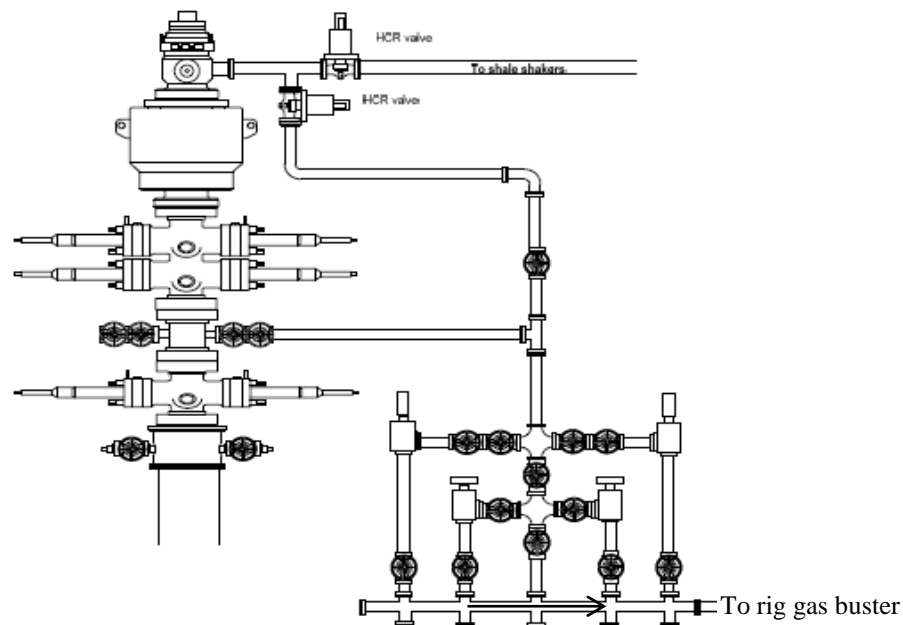 HCR valve
To shale shakers
HCR valve
To rig gas buster